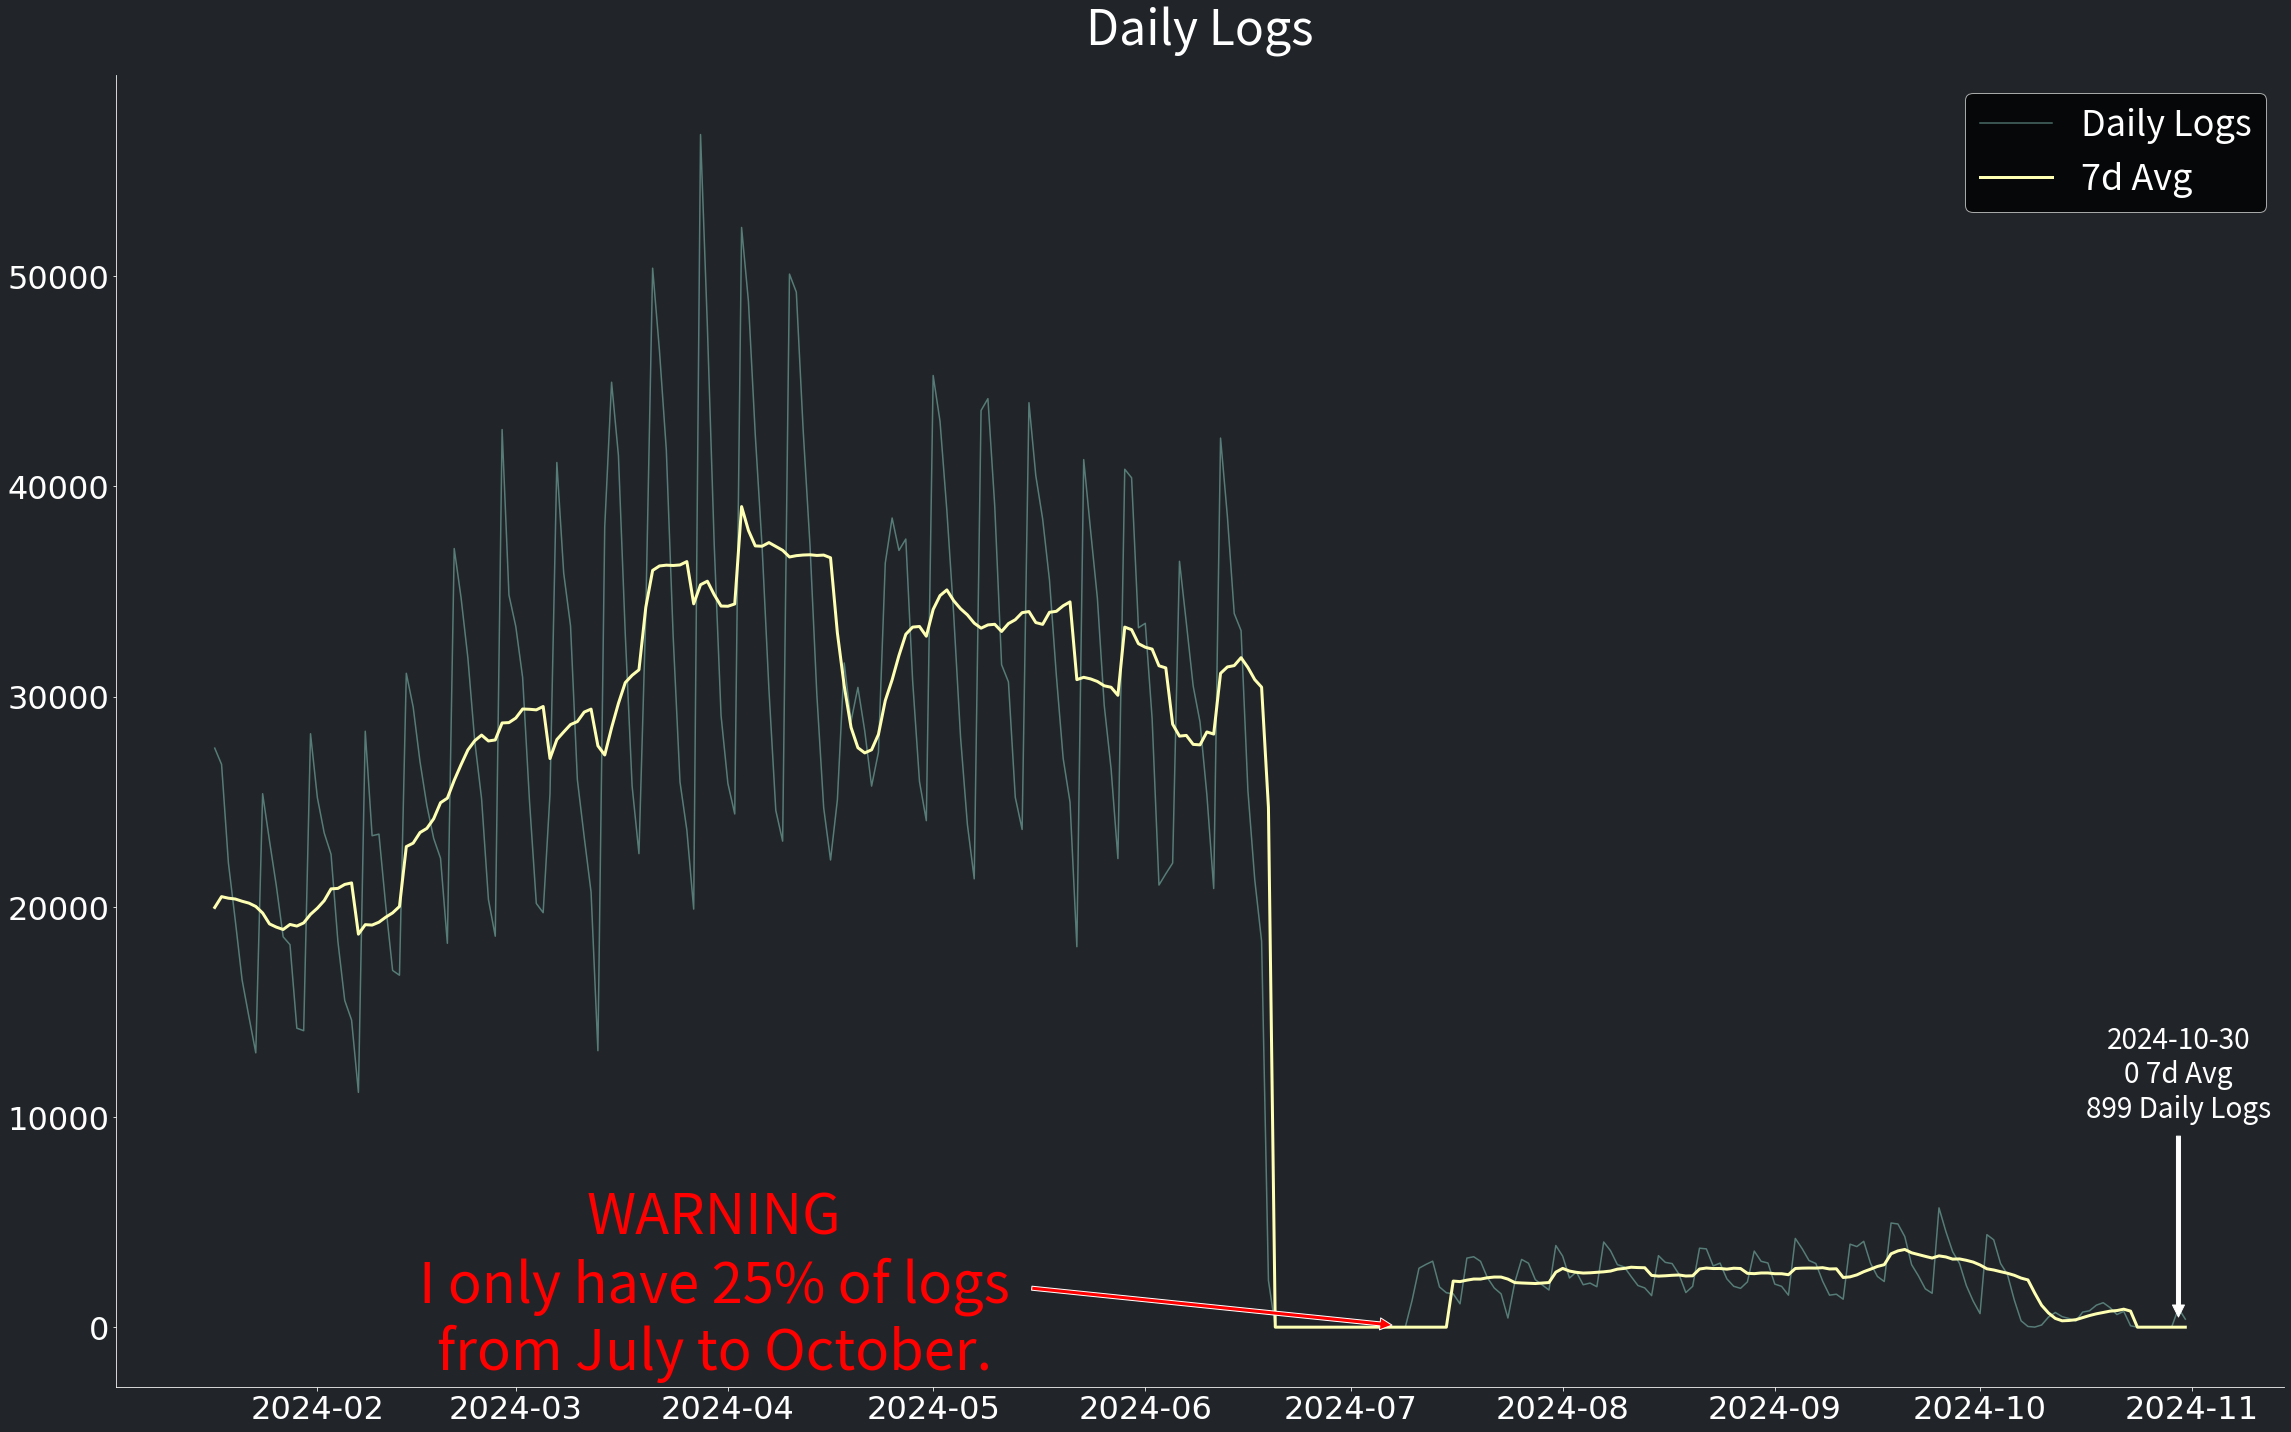 Daily Logs
Daily Logs
7d Avg
50000
40000
30000
20000
10000
0
2024-10-30
0 7d Avg
899 Daily Logs
WARNING
I only have 25% of logs
from July to October.
2024-02
2024-03
2024-04
2024-05
2024-06
2024-07
2024-08
2024-09
2024-10
2024-11